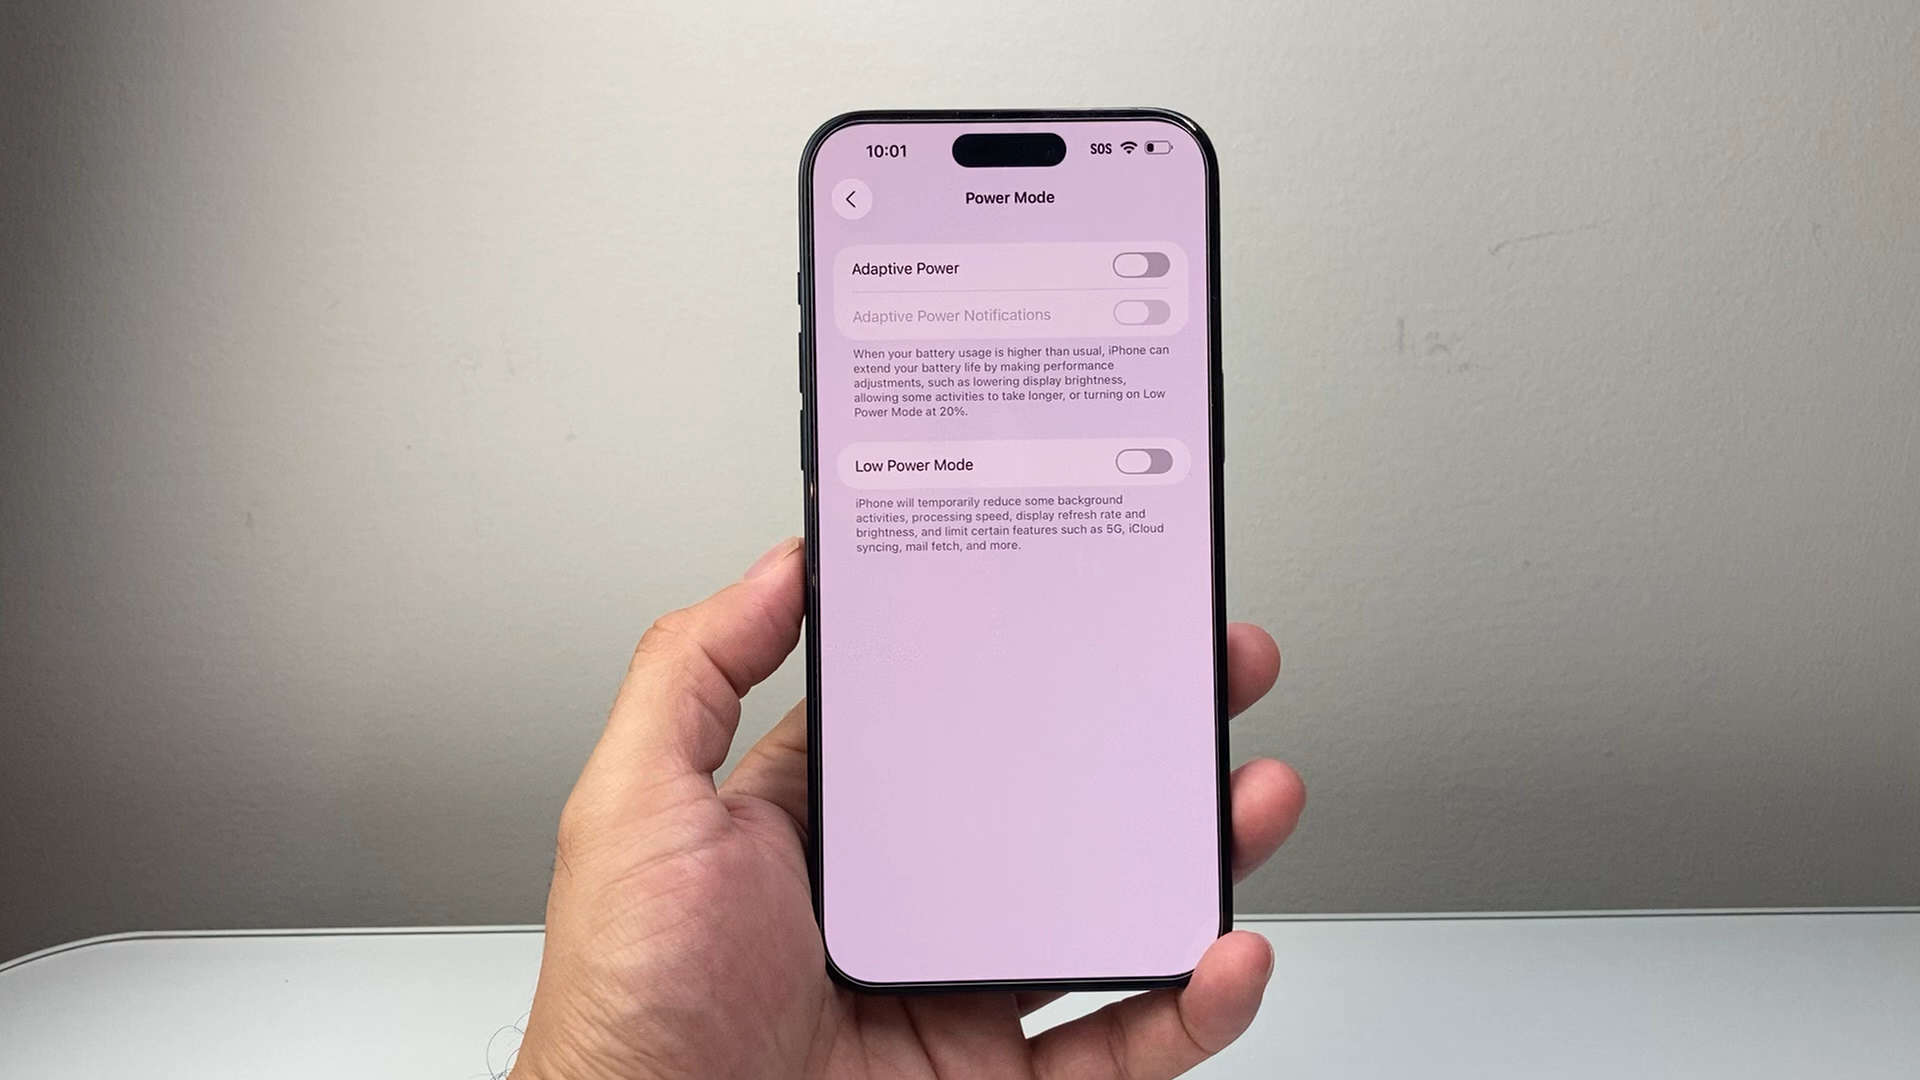 10:01 SOS
Power Mode
Adaptive Power
Adaptive Power Notifications
When your battery usage is higher than usual, iPhone can
extend your battery life by making performance
adjustments, such as lowering display brightness,
allowing some activities to take longer, or turning on Low
Power Mode at 20%.
Low Power Mode
iPhone will temporarily reduce some background
activities, processing speed, display refresh rate and
brightness, and limit certain features such as 5G, iCloud
syncing, mail fetch, and more.